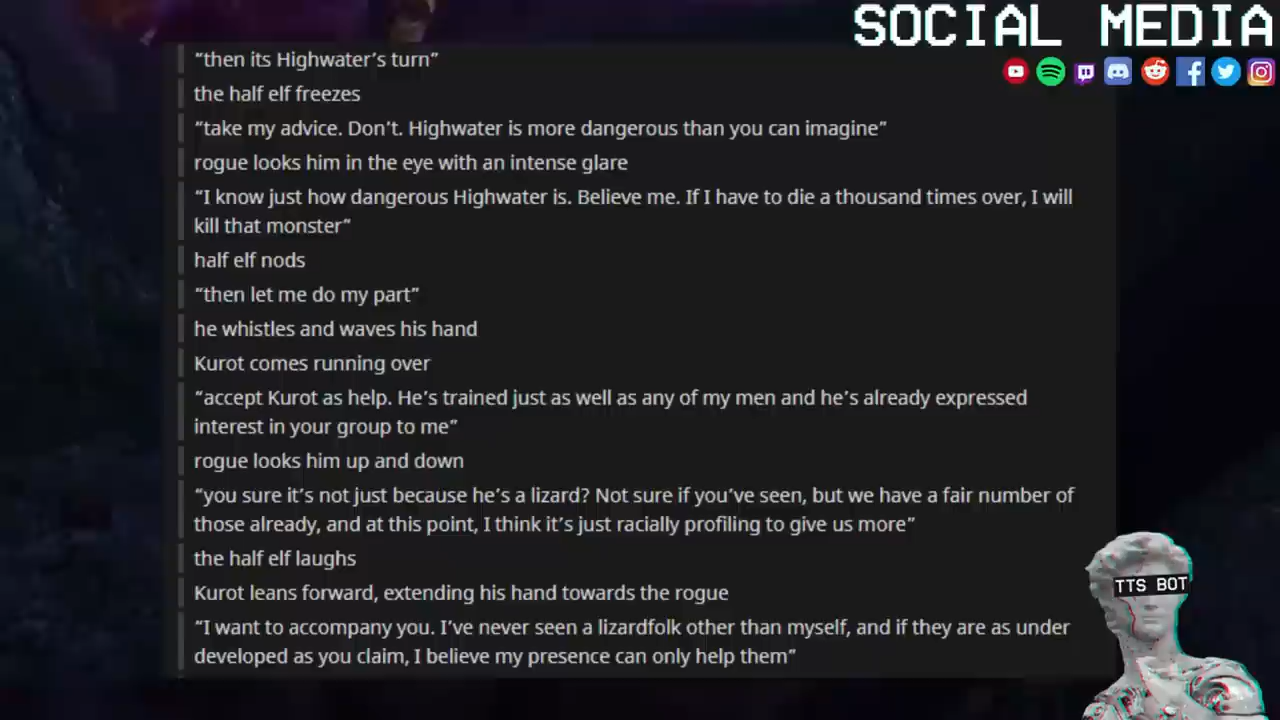 SOCIAL MEDIA
“then its Highwater’s turn”
the half elf freezes
“take my advice. Don’t. Highwater is more dangerous than you can imagine”
rogue looks him in the eye with an intense glare
“I know just how dangerous Highwater is. Believe me. If I have to die a thousand times over, I will
kill that monster”
half elf nods
“then let me do my part”
he whistles and waves his hand
Kurot comes running over
“accept Kurot as help. He’s trained just as well as any of my men and he’s already expressed
interest in your group to me”
rogue looks him up and down
“you sure it’s not just because he’s a lizard? Not sure if you’ve seen, but we have a fair number of
those already, and at this point, I think it’s just racially profiling to give us more”
the half elf laughs
Kurot leans forward, extending his hand towards the rogue
“I want to accompany you. I’ve never seen a lizardfolk other than myself, and if they are as under
developed as you claim, I believe my presence can only help them”
TTS BOT